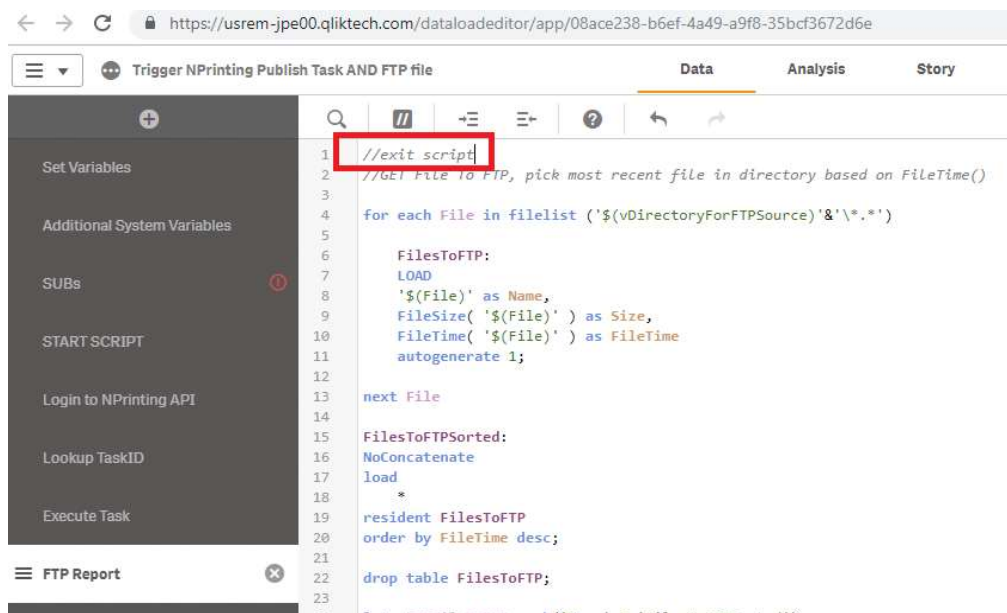 https://usrem-jpe00.qliktech.com/dataloadeditor/app/08ace238-b6ef-4a49-a9f8-35bcf3672d6e
Trigger NPrinting Publish Task AND FTP file
Data
Analysis
Story
Set Variables
Additional System Variables
SUBs
START SCRIPT
Login to NPrinting API
Lookup TaskID
Execute Task
FTP Report
1 //exit script
2 //GET File To FTP, pick most recent file in directory based on FileTime()
3
4 for each File in filelist ('$(vDirectoryForFTPSource)'&'\*.*')
5
6 FilesToFTP:
7 LOAD
8 '$(File)' as Name,
9 FileSize( '$(File)' ) as Size,
10 FileTime( '$(File)' ) as FileTime
11 autogenerate 1;
12
13 next File
14
15 FilesToFTPSorted:
16 NoConcatenate
17 load
18 *
19 resident FilesToFTP
20 order by FileTime desc;
21
22 drop table FilesToFTP;
23